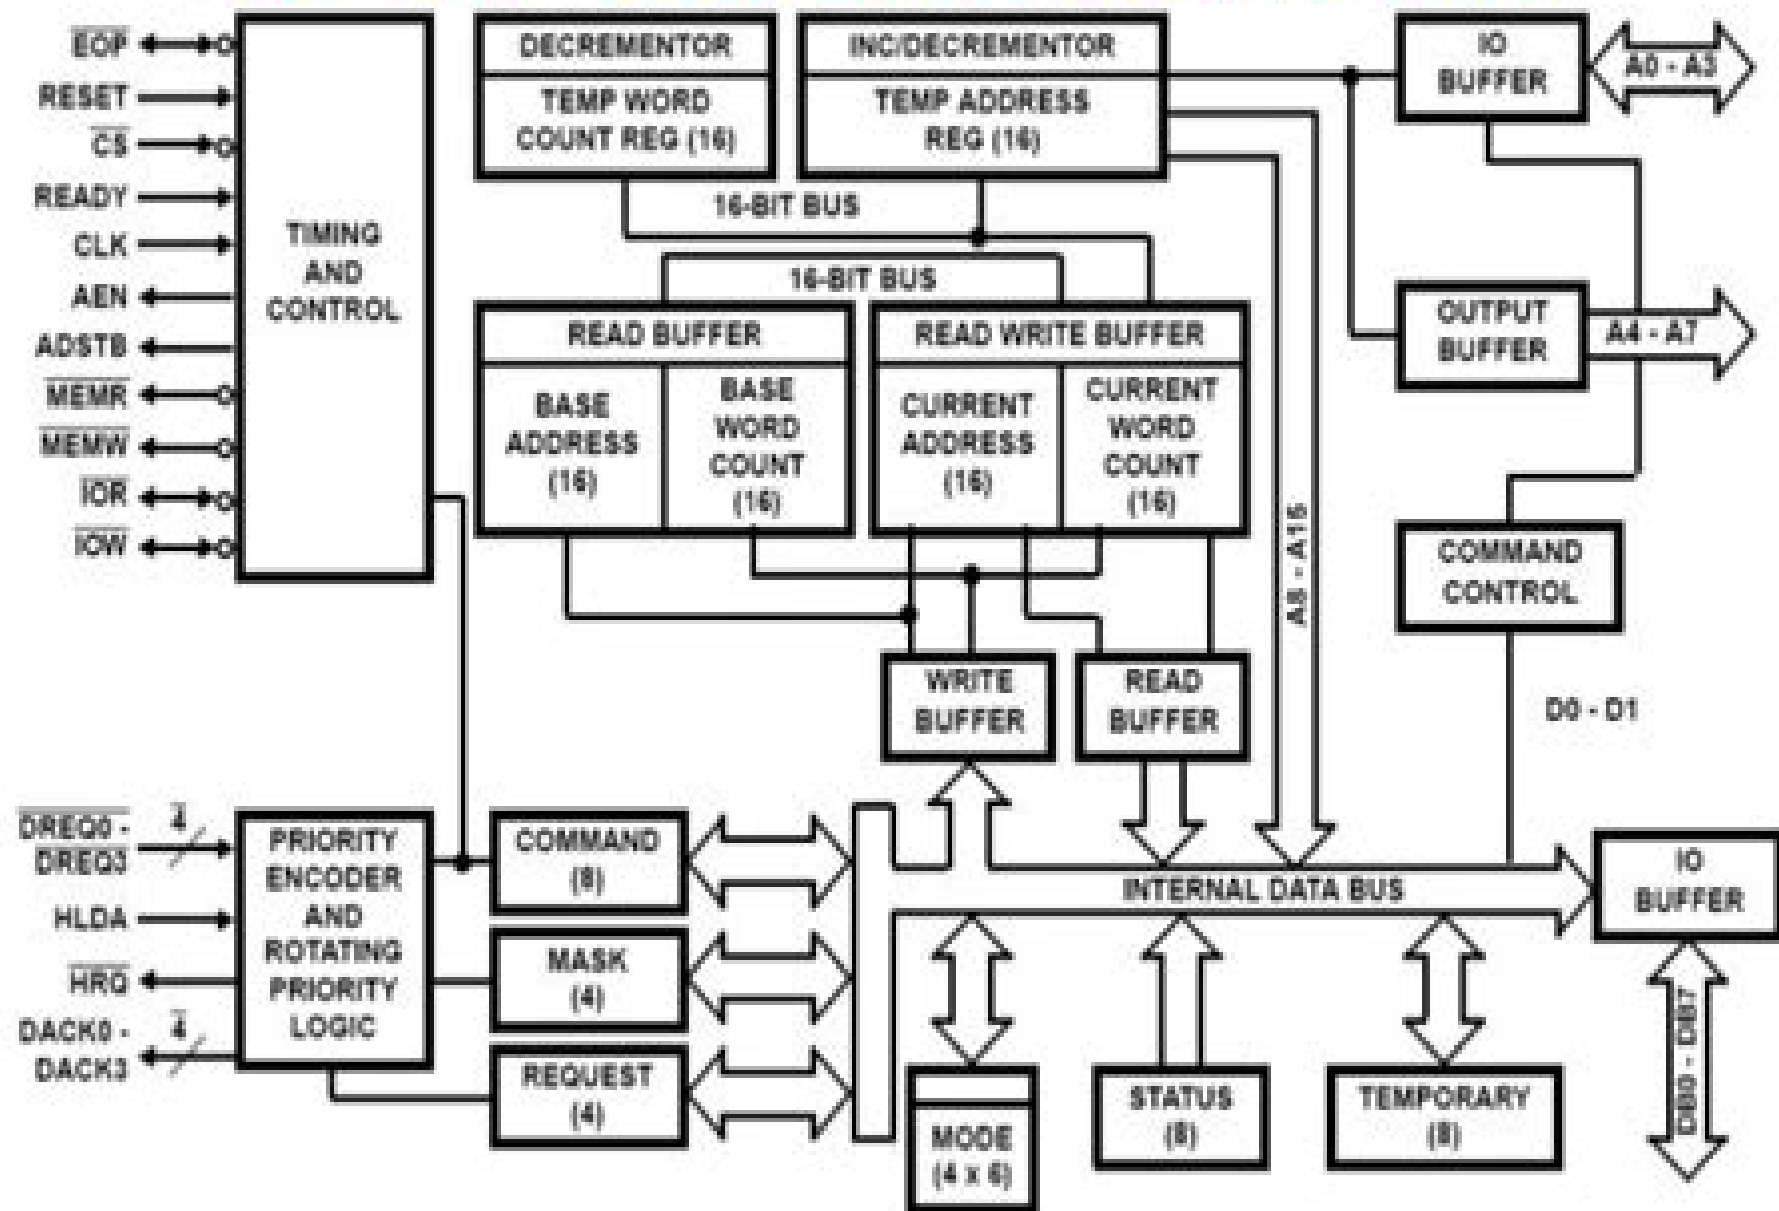 EOP
RESET
CS
READY
CLK
AEN
ADSTB
MEMR
MEMW
IOR
IOW
TIMING
AND
CONTROL
DECREMENTOR
TEMP WORD
COUNT REG (16)
INC/DECREMENTOR
TEMP ADDRESS
REG (16)
IO
BUFFER
A0 - A3
16-BIT BUS
16-BIT BUS
READ BUFFER
BASE
ADDRESS
(16)
BASE
WORD
COUNT
(16)
READ WRITE BUFFER
CURRENT
ADDRESS
(16)
CURRENT
WORD
COUNT
(16)
A8 - A15
OUTPUT
BUFFER
A4 - A7
COMMAND
CONTROL
WRITE
BUFFER
READ
BUFFER
D0 - D1
DREQ0 -
DREQ3
4
HLDA
HRQ
DACK0 -
DACK3
4
PRIORITY
ENCODER
AND
ROTATING
PRIORITY
LOGIC
COMMAND
(8)
MASK
(4)
REQUEST
(4)
INTERNAL DATA BUS
IO
BUFFER
MODE
(4 x 6)
STATUS
(8)
TEMPORARY
(8)
DB0 - DB7